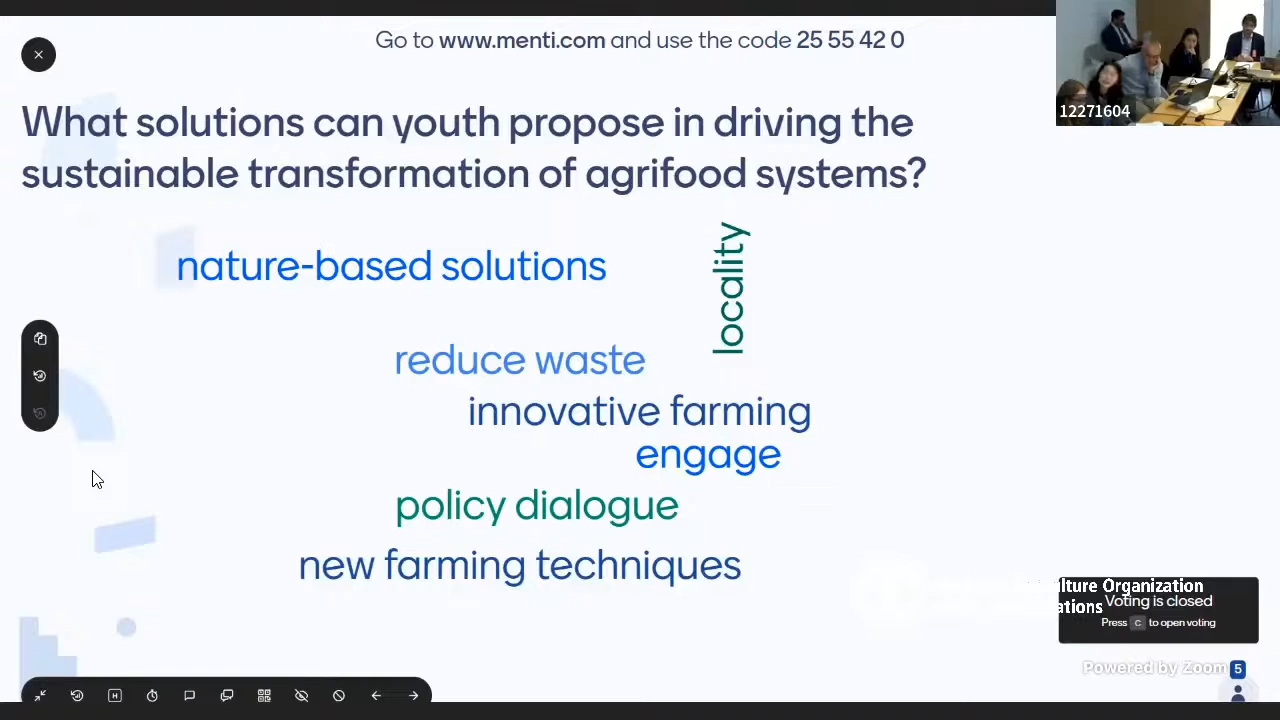 Go to www.menti.com and use the code 25 55 42 0
12271604
What solutions can youth propose in driving the
sustainable transformation of agrifood systems?
nature-based solutions
locality
reduce waste
innovative farming
engage
policy dialogue
new farming techniques
Organization
Voting is closed
Press C to open voting
Powered by Zoom
5
H